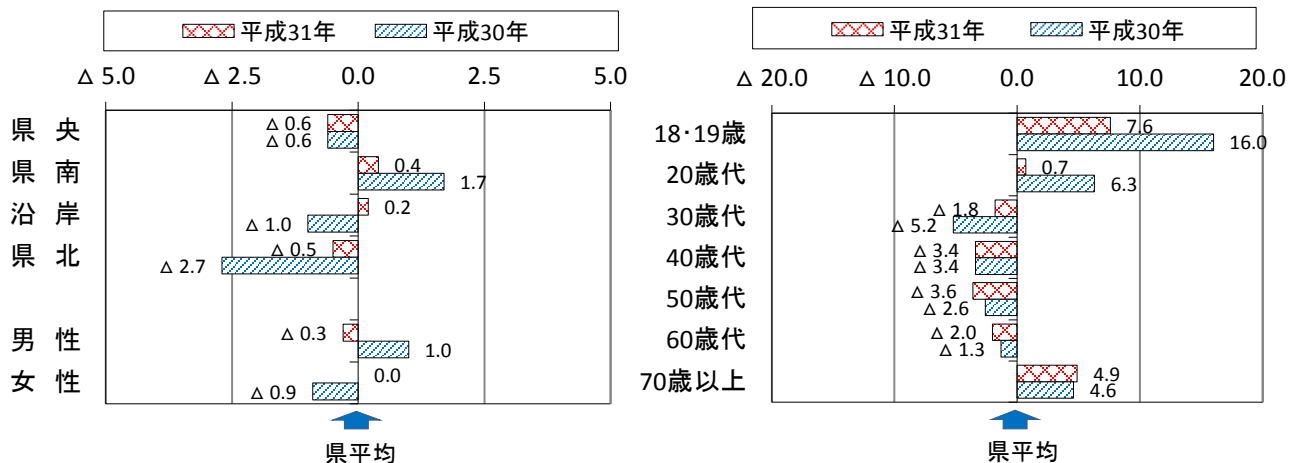 平成31年 平成30年
△ 5.0 △ 2.5 0.0 2.5 5.0
県 央 △ 0.6
△ 0.6
県 南 0.4
1.7
沿 岸 0.2
△ 1.0
県 北 △ 0.5
△ 2.7
男 性 △ 0.3
1.0
女 性 0.0
△ 0.9
県平均
平成31年 平成30年
△ 20.0 △ 10.0 0.0 10.0 20.0
18･19歳 7.6
16.0
20歳代 0.7
6.3
30歳代 △ 1.8
△ 5.2
40歳代 △ 3.4
△ 3.4
50歳代 △ 3.6
△ 2.6
60歳代 △ 2.0
△ 1.3
70歳以上 4.9
4.6
県平均